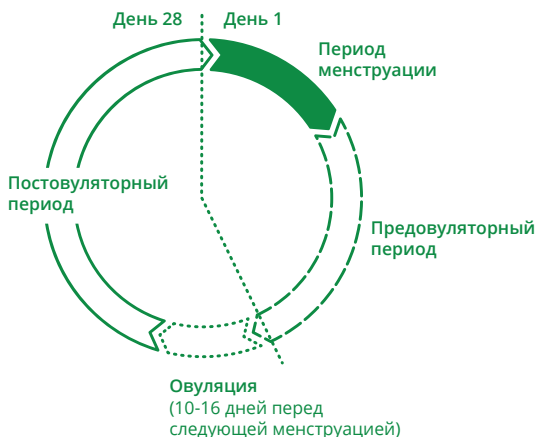 День 28
День 1
Период
менструации
Постовуляторный
период
Предовуляторный
период
Овуляция
(10-16 дней перед
следующей менструацией)